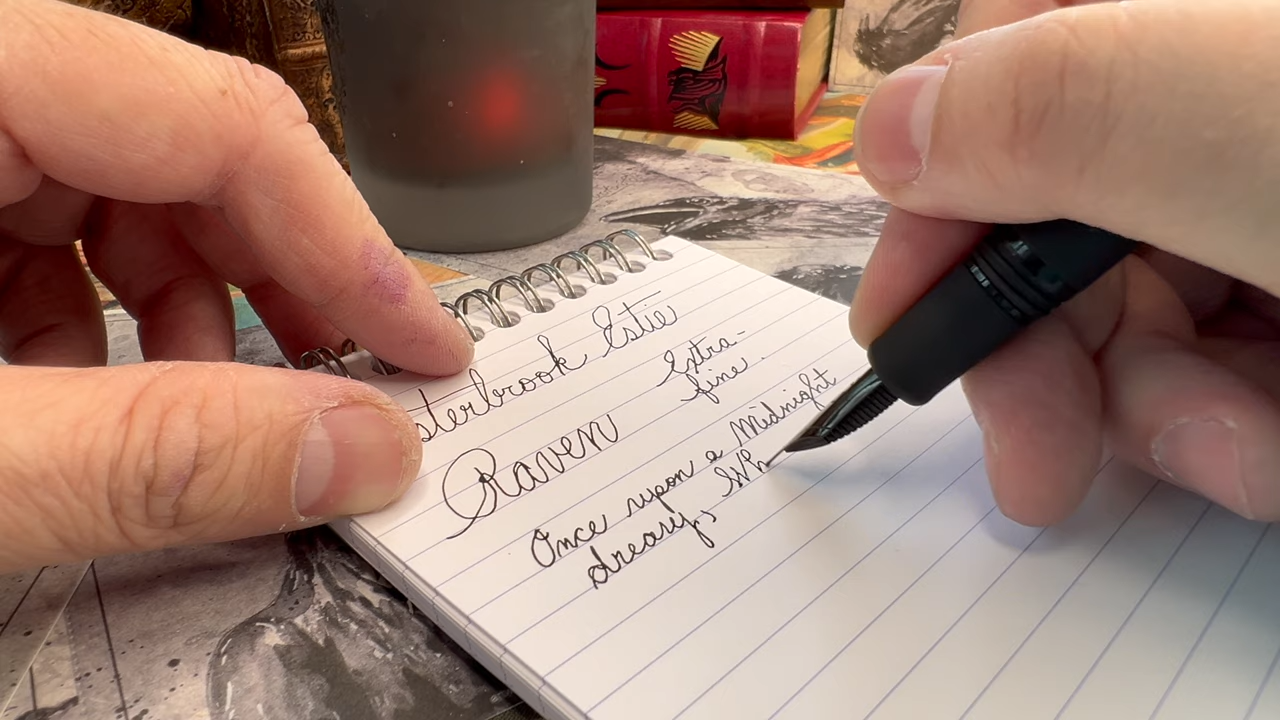 sterbrook Estie
Extra-
fine.
Raven
Once upon a Midnight
dreary, Wh